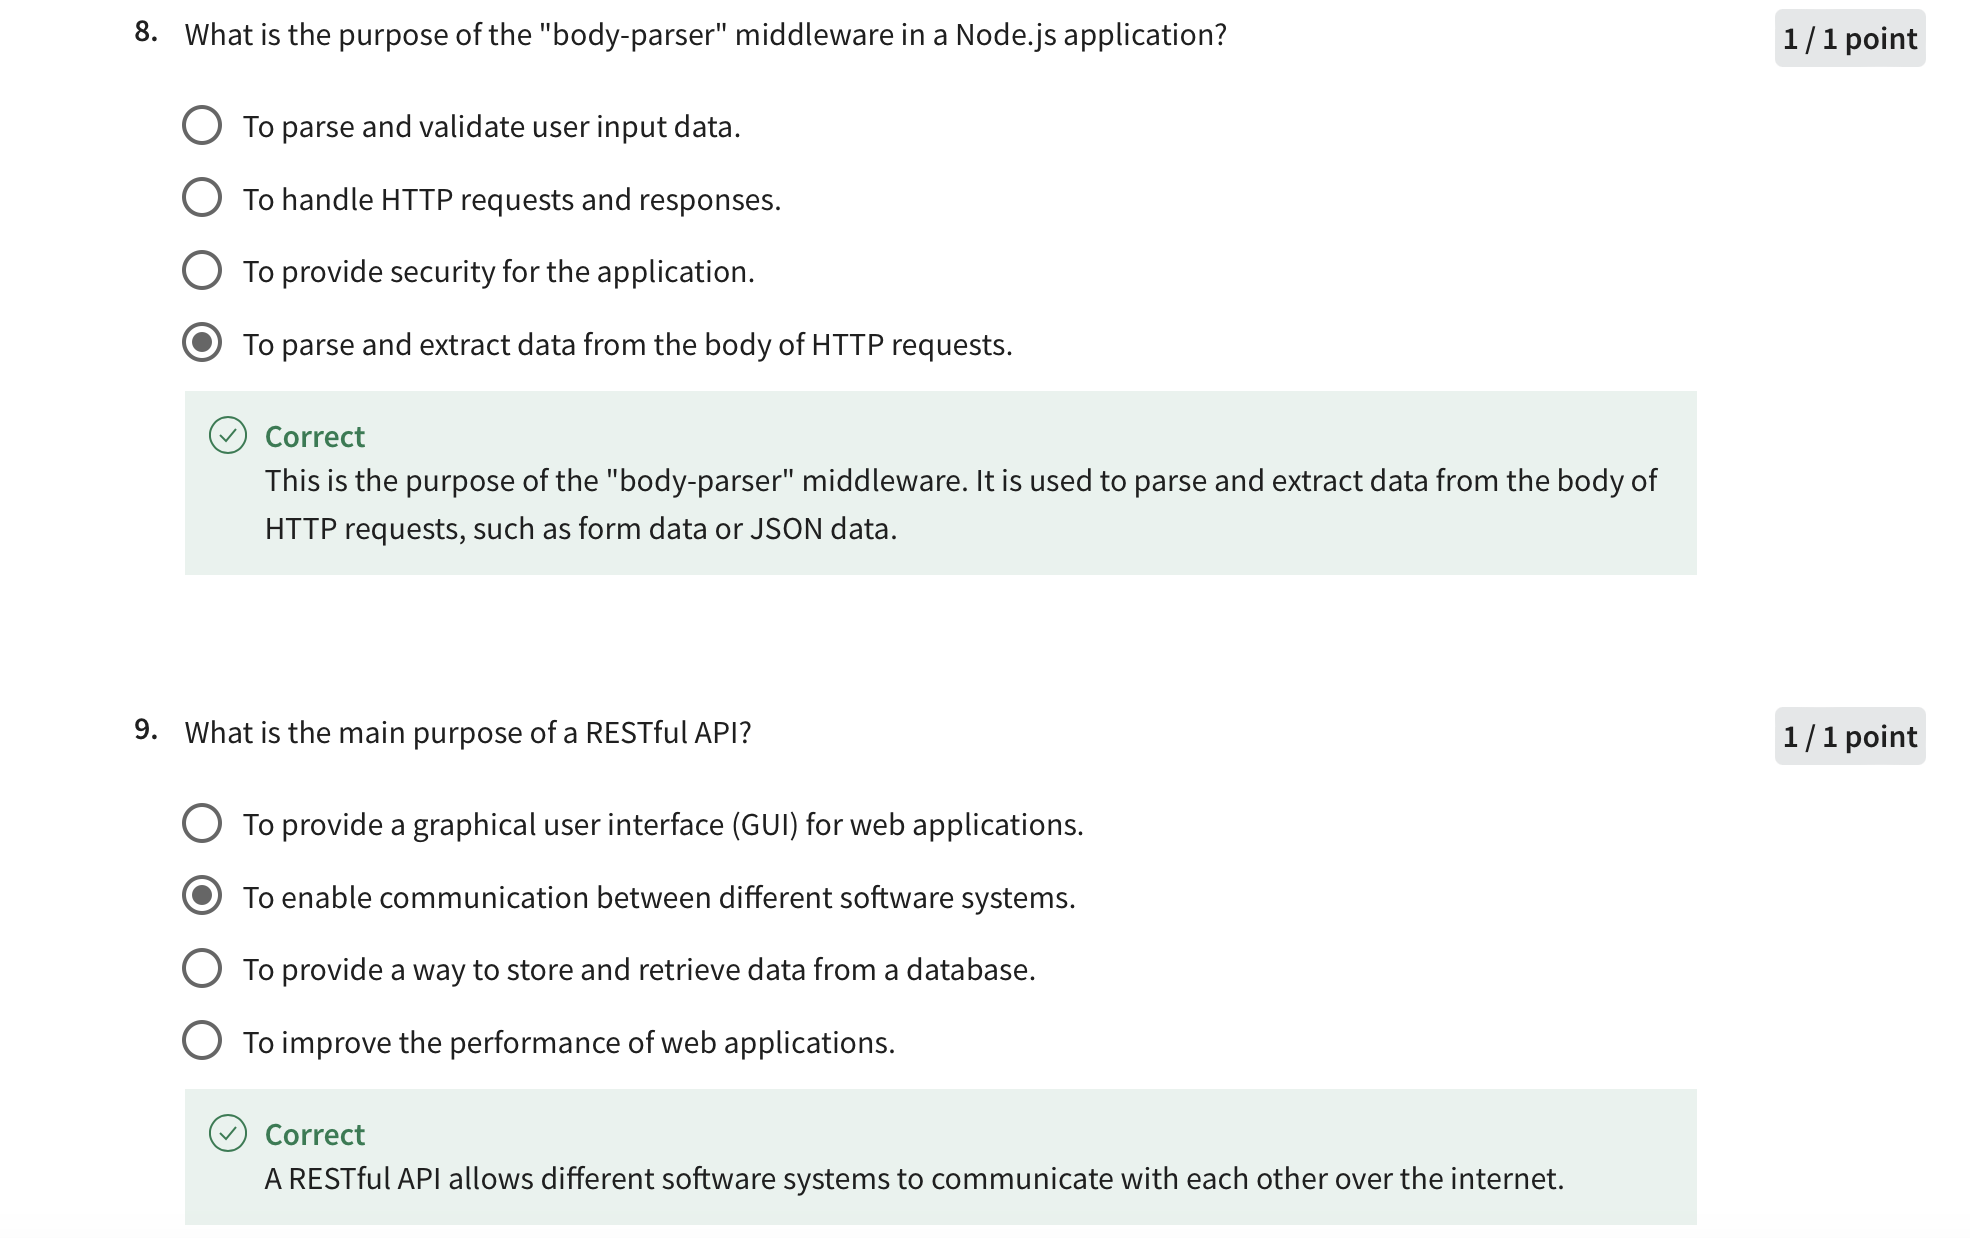 8. What is the purpose of the "body-parser" middleware in a Node.js application?
1 / 1 point
To parse and validate user input data.
To handle HTTP requests and responses.
To provide security for the application.
To parse and extract data from the body of HTTP requests.
Correct
This is the purpose of the "body-parser" middleware. It is used to parse and extract data from the body of
HTTP requests, such as form data or JSON data.
9. What is the main purpose of a RESTful API?
1 / 1 point
To provide a graphical user interface (GUI) for web applications.
To enable communication between different software systems.
To provide a way to store and retrieve data from a database.
To improve the performance of web applications.
Correct
A RESTful API allows different software systems to communicate with each other over the internet.